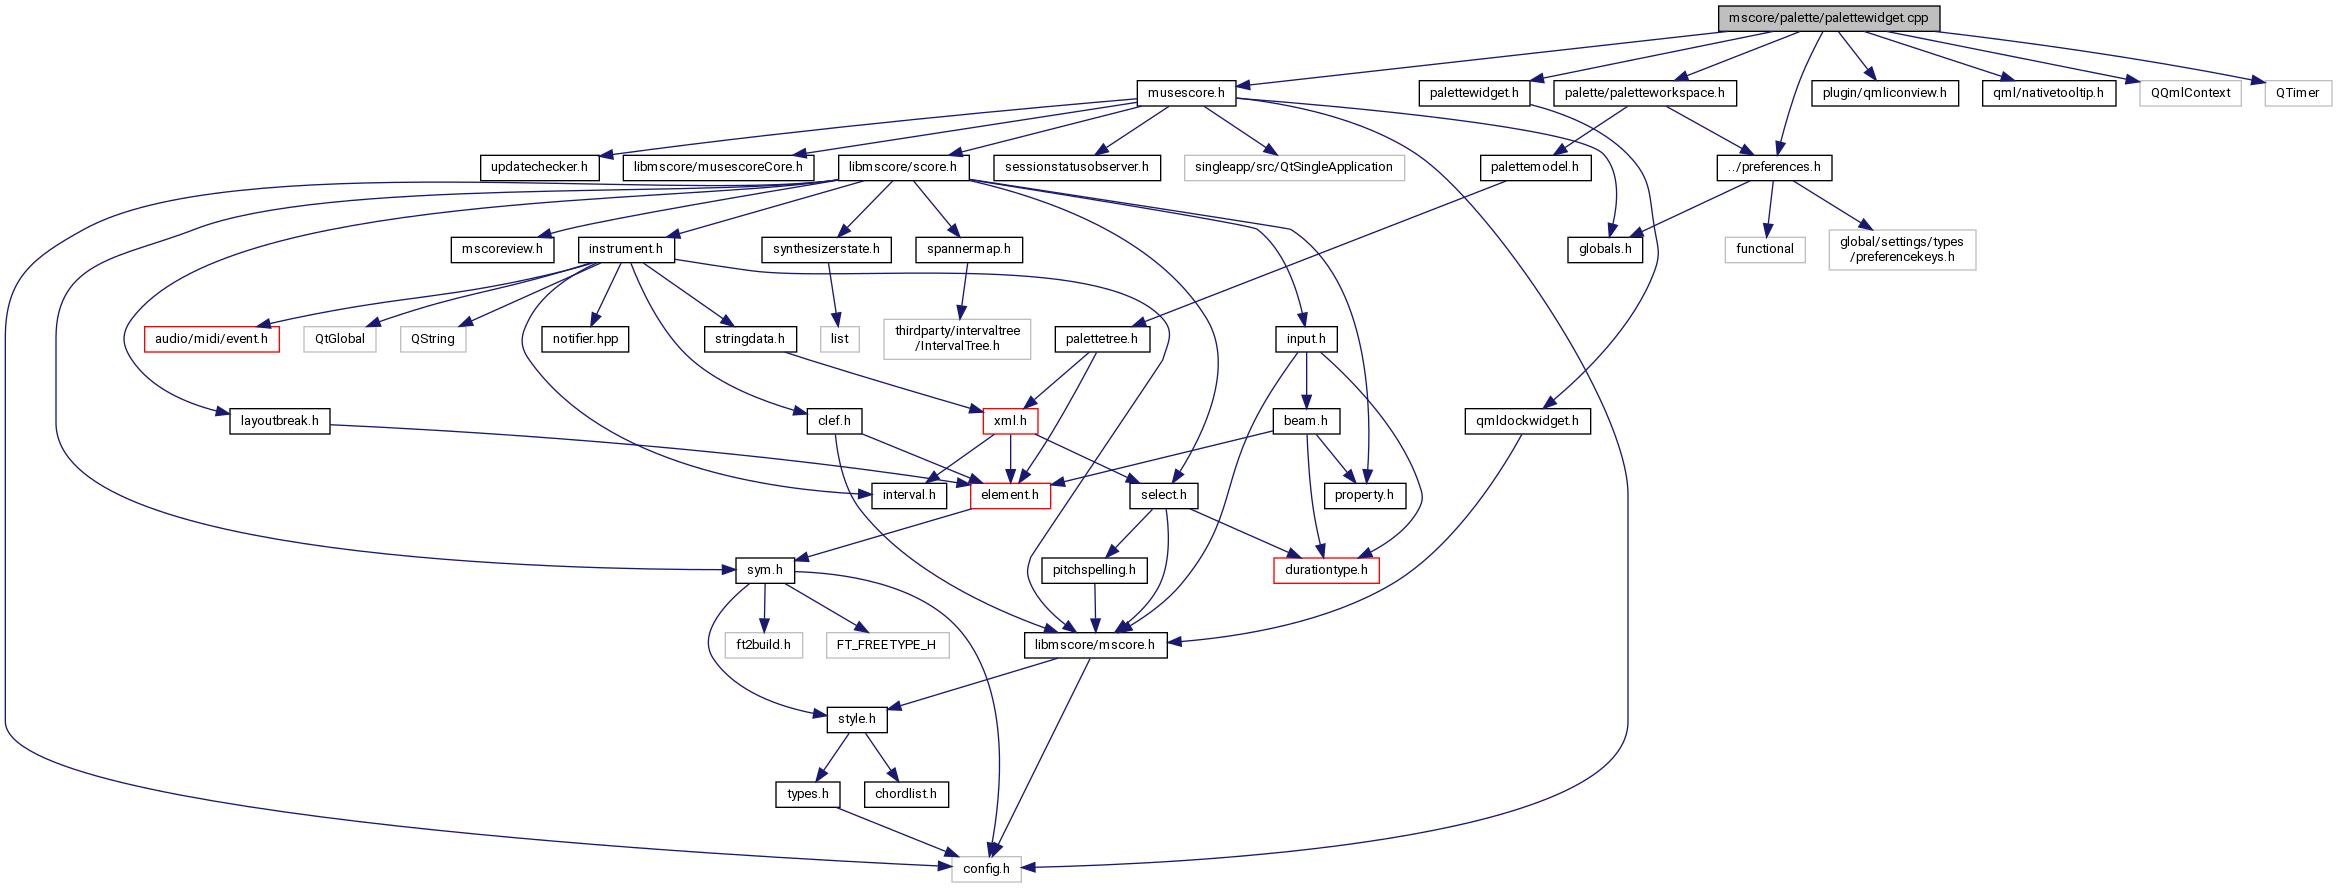 mscore/palette/palettewidget.cpp
musescore.h
palettewidget.h
palette/paletteworkspace.h
plugin/qmliconview.h
qml/nativetooltip.h
QQmlContext
QTimer
updatechecker.h
libmscore/musescoreCore.h
libmscore/score.h
sessionstatusobserver.h
singleapp/src/QtSingleApplication
palettemodel.h
../preferences.h
mscoreview.h
instrument.h
synthesizerstate.h
spannermap.h
globals.h
functional
global/settings/types
/preferencekeys.h
audio/midi/event.h
QtGlobal
QString
notifier.hpp
stringdata.h
list
thirdparty/intervaltree
/IntervalTree.h
palettetree.h
input.h
layoutbreak.h
clef.h
xml.h
beam.h
qmldockwidget.h
interval.h
element.h
select.h
property.h
sym.h
pitchspelling.h
durationtype.h
ft2build.h
FT_FREETYPE_H
libmscore/mscore.h
style.h
types.h
chordlist.h
config.h